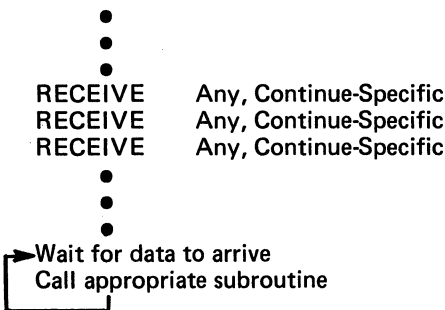 RECEIVE Any, Continue-Specific
RECEIVE Any, Continue-Specific
RECEIVE Any, Continue-Specific
Wait for data to arrive
Call appropriate subroutine